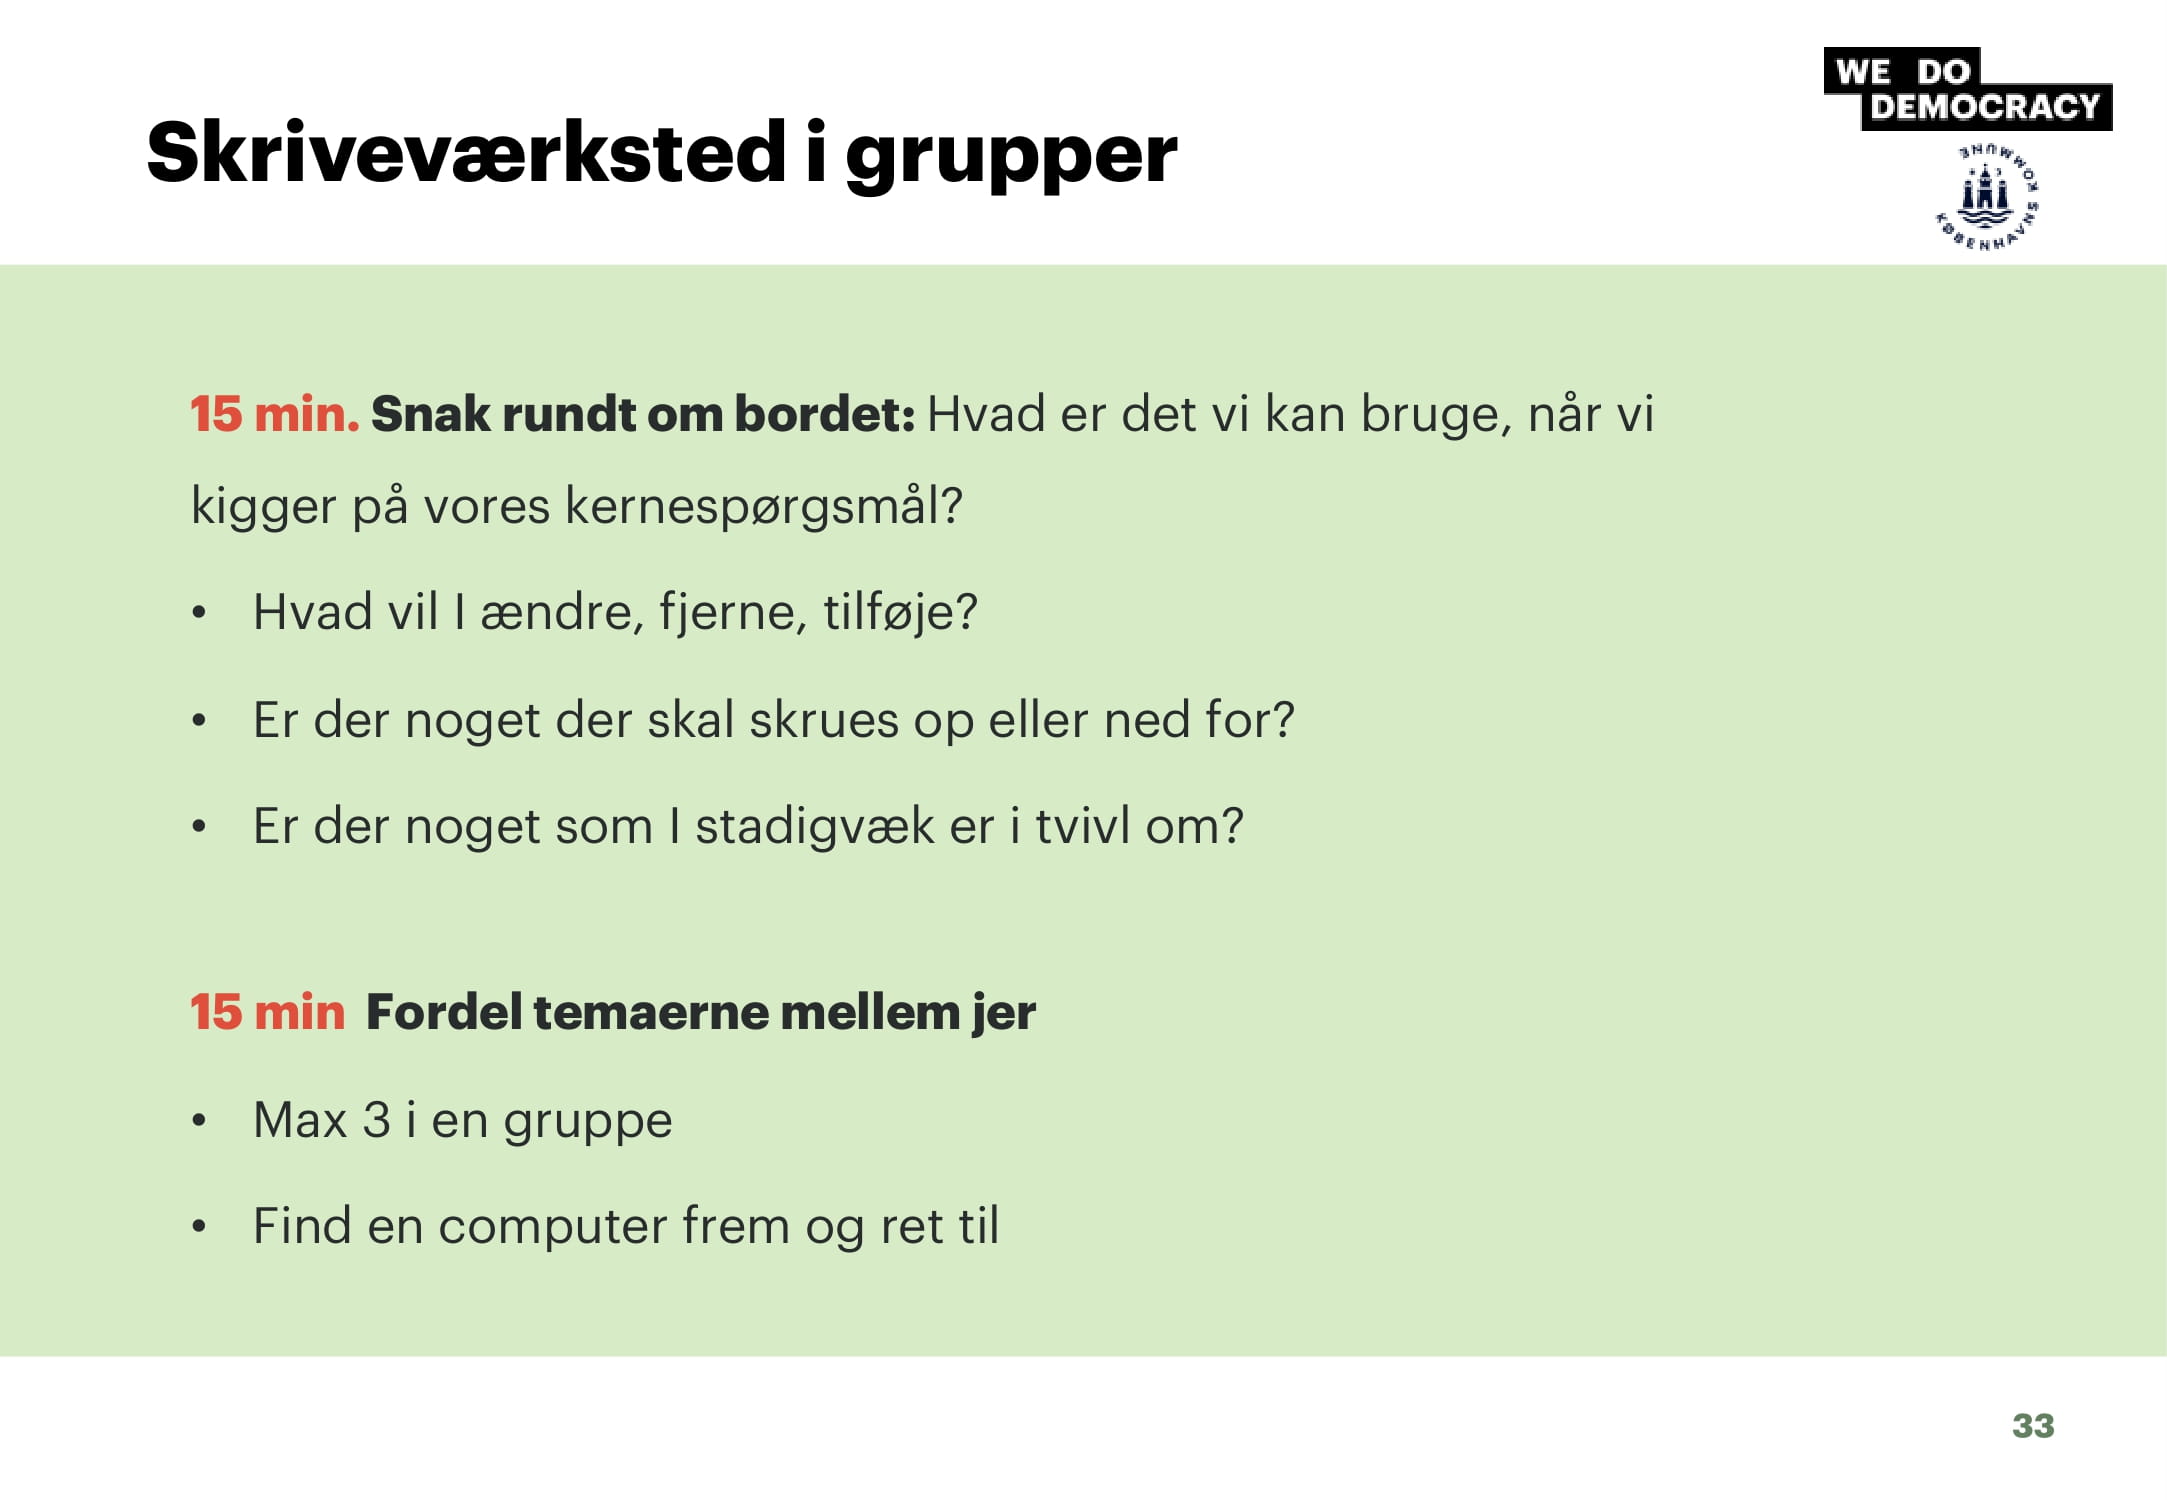 WE DO
DEMOCRACY
KØBENHAVNS KOMMUNE
Skriveværksted i grupper
15 min. Snak rundt om bordet: Hvad er det vi kan bruge, når vi
kigger på vores kernespørgsmål?
• Hvad vil I ændre, fjerne, tilføje?
• Er der noget der skal skrues op eller ned for?
• Er der noget som I stadigvæk er i tvivl om?
15 min Fordel temaerne mellem jer
• Max 3 i en gruppe
• Find en computer frem og ret til
33